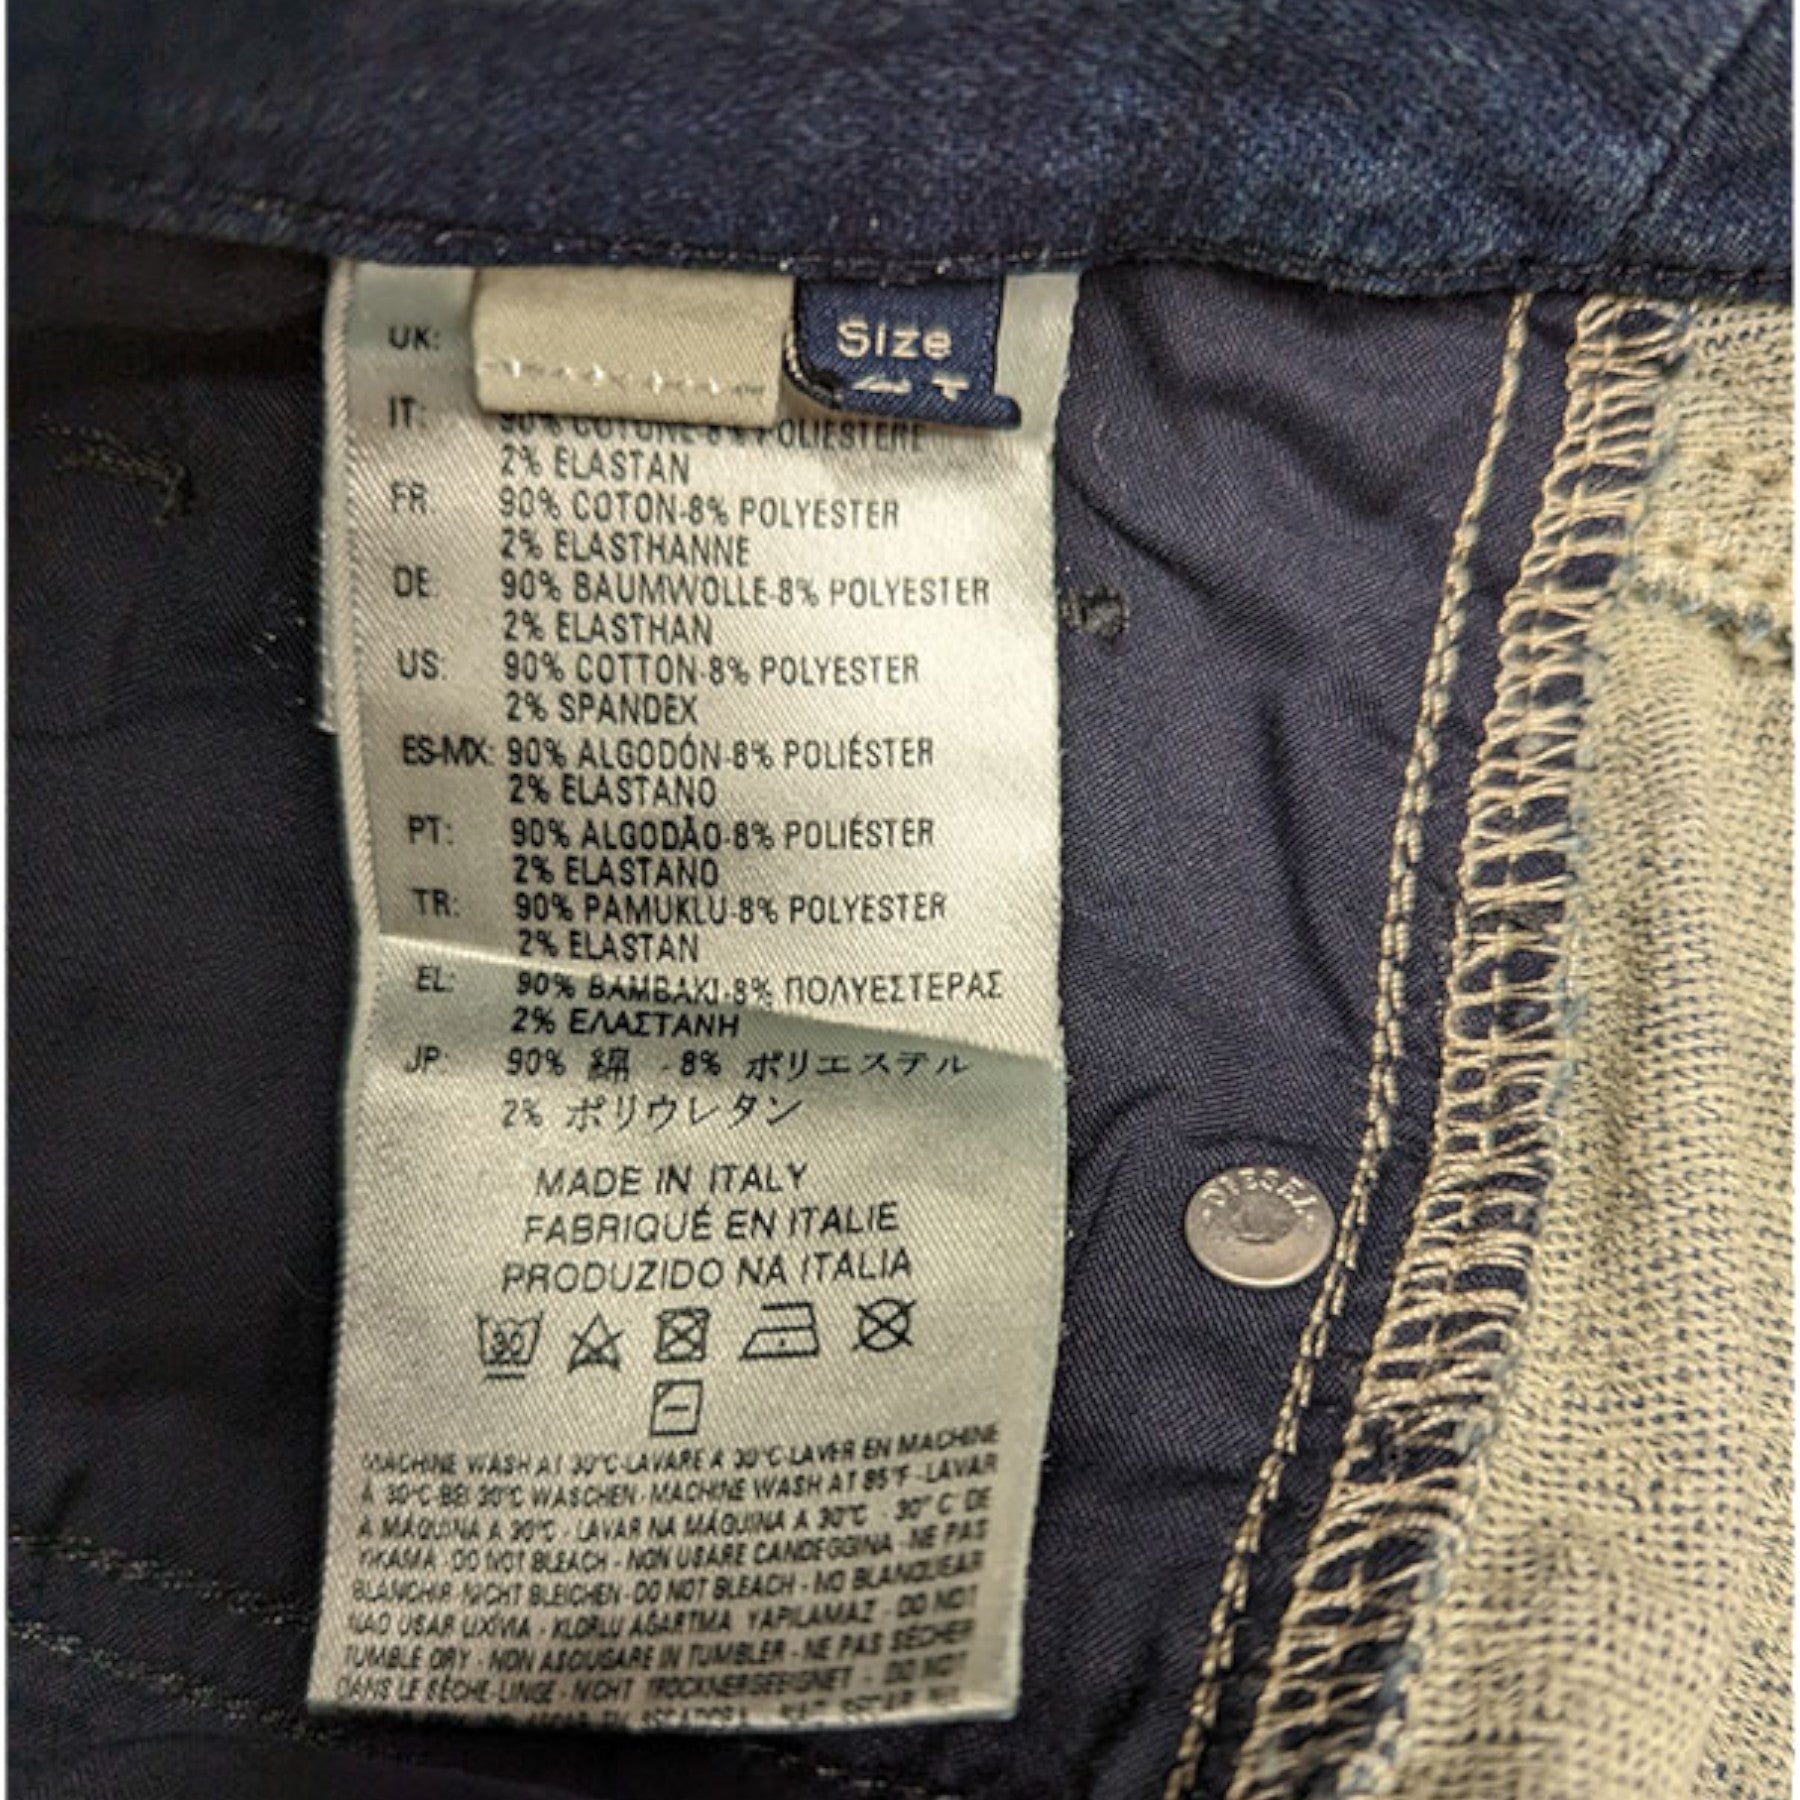 Size
UK:
IT: 90% COTONE-8% POLIESTERE
2% ELASTAN
FR: 90% COTON-8% POLYESTER
2% ELASTHANNE
DE: 90% BAUMWOLLE-8% POLYESTER
2% ELASTHAN
US: 90% COTTON-8% POLYESTER
2% SPANDEX
ES-MX: 90% ALGODÓN-8% POLIÉSTER
2% ELASTANO
PT: 90% ALGODÃO-8% POLIÉSTER
2% ELASTANO
TR: 90% PAMUKLU-8% POLYESTER
2% ELASTAN
EL: 90% ΒΑΜΒΑΚΙ-8% ΠΟΛΥΕΣΤΕΡΑΣ
2% ΕΛΑΣΤΑΝΗ
JP: 90% 綿 - 8% ポリエステル
2% ポリウレタン
MADE IN ITALY
FABRIQUÉ EN ITALIE
PRODUZIDO NA ITALIA
30
MACHINE WASH AT 30°C-LAVARE A 30°C-LAVER EN MACHINE
À 30°C-BEI 30°C WASCHEN-MACHINE WASH AT 85°F-LAVAR
A MÁQUINA A 30°C - LAVAR NA MÁQUINA A 30°C - 30° C DE
YIKAMA - DO NOT BLEACH - NON USARE CANDEGGINA - NE PAS
BLANCHIR-NICHT BLEICHEN-DO NOT BLEACH - NO BLANQUEAR
NÃO USAR LIXÍVIA - KLORLU AĞARTMA YAPILAMAZ - DO NOT
TUMBLE DRY - NON ASCIUGARE IN TUMBLER - NE PAS SÉCHER
DANS LE SÈCHE-LINGE - NICHT TROCKNERGEEIGNET - DO NOT
DIESEL